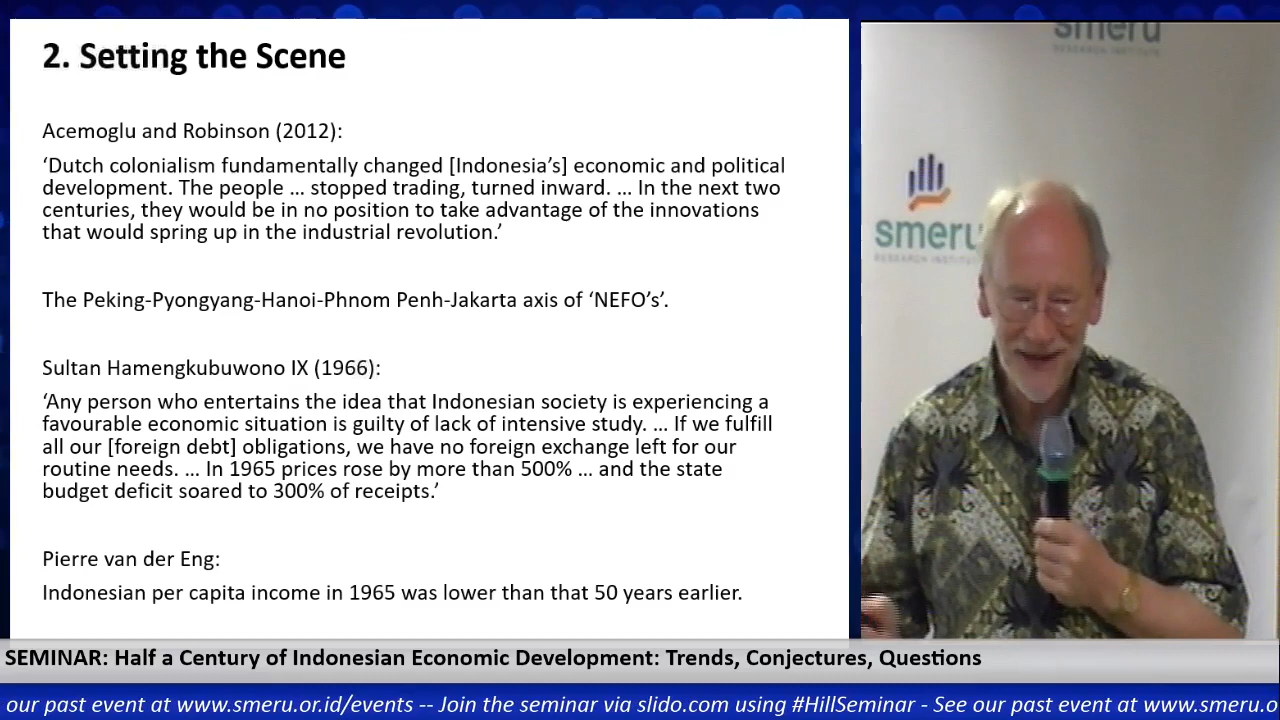 2. Setting the Scene
Acemoglu and Robinson (2012):
‘Dutch colonialism fundamentally changed [Indonesia’s] economic and political
development. The people … stopped trading, turned inward. … In the next two
centuries, they would be in no position to take advantage of the innovations
that would spring up in the industrial revolution.’
The Peking-Pyongyang-Hanoi-Phnom Penh-Jakarta axis of ‘NEFO’s’.
Sultan Hamengkubuwono IX (1966):
‘Any person who entertains the idea that Indonesian society is experiencing a
favourable economic situation is guilty of lack of intensive study. … If we fulfill
all our [foreign debt] obligations, we have no foreign exchange left for our
routine needs. … In 1965 prices rose by more than 500% … and the state
budget deficit soared to 300% of receipts.’
Pierre van der Eng:
Indonesian per capita income in 1965 was lower than that 50 years earlier.
smeru
RESEARCH INSTITUTE
smeru
RESEARCH INSTITU
SEMINAR: Half a Century of Indonesian Economic Development: Trends, Conjectures, Questions
our past event at www.smeru.or.id/events -- Join the seminar via slido.com using #HillSeminar - See our past event at www.smeru.o